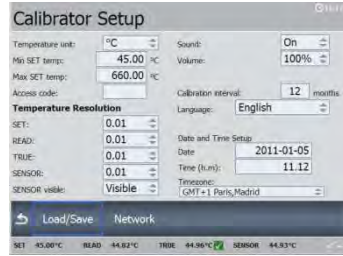 Calibrator Setup
Temperature unit: °C
Min SET temp: 45.00 °C
Max SET temp: 660.00 °C
Access code:
Temperature Resolution
SET: 0.01
READ: 0.01
TRUE: 0.01
SENSOR: 0.01
SENSOR visible: Visible
Sound: On
Volume: 100%
Calibration interval: 12 months
Language: English
Date and Time Setup
Date 2011-01-05
Time (h.m): 11.12
Timezone:
GMT+1 Paris,Madrid
Load/Save Network
SET 45.00°C READ 44.82°C TRUE 44.96°C SENSOR 44.93°C